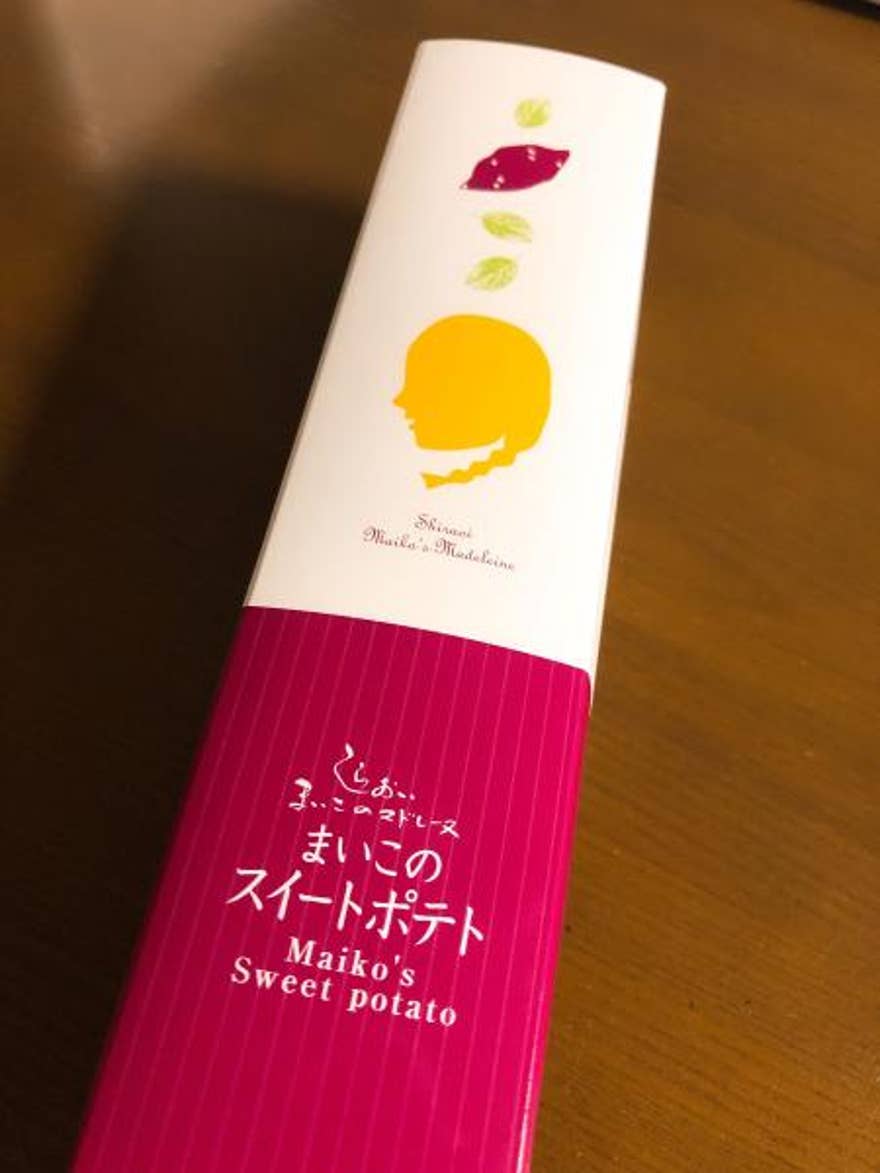 Shiraoi
Maiko's Madeleine
しらおい
まいこのマドレーヌ
まいこの
スイートポテト
Maiko's
Sweet potato